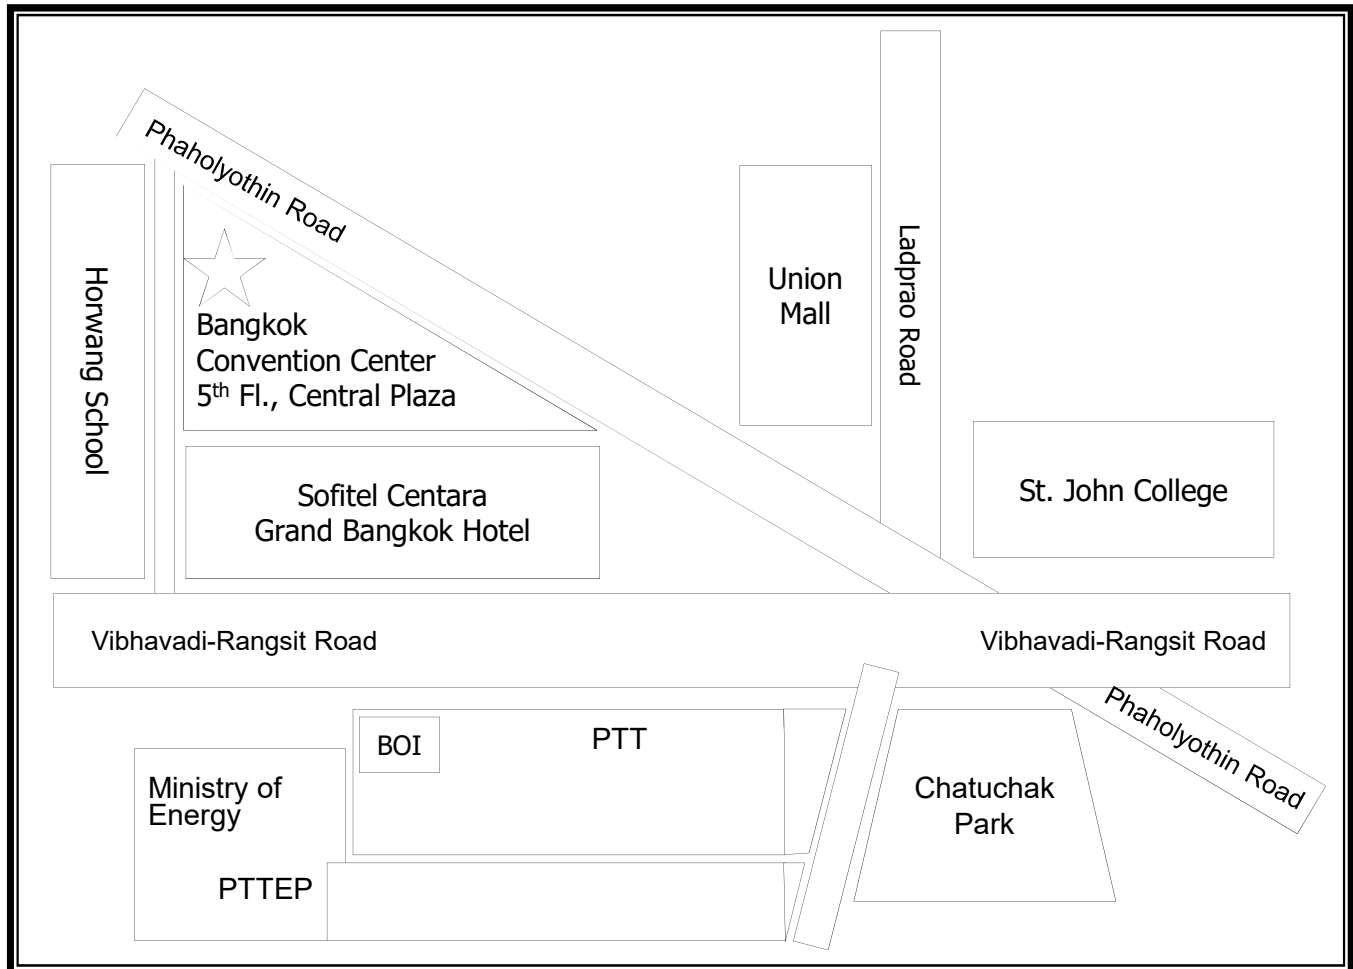 Phaholyothin Road
Horwang School
Bangkok
Convention Center
5th Fl., Central Plaza
Union
Mall
Ladprao Road
Sofitel Centara
Grand Bangkok Hotel
St. John College
Vibhavadi-Rangsit Road
Vibhavadi-Rangsit Road
Phaholyothin Road
BOI
PTT
Ministry of
Energy
PTTEP
Chatuchak
Park